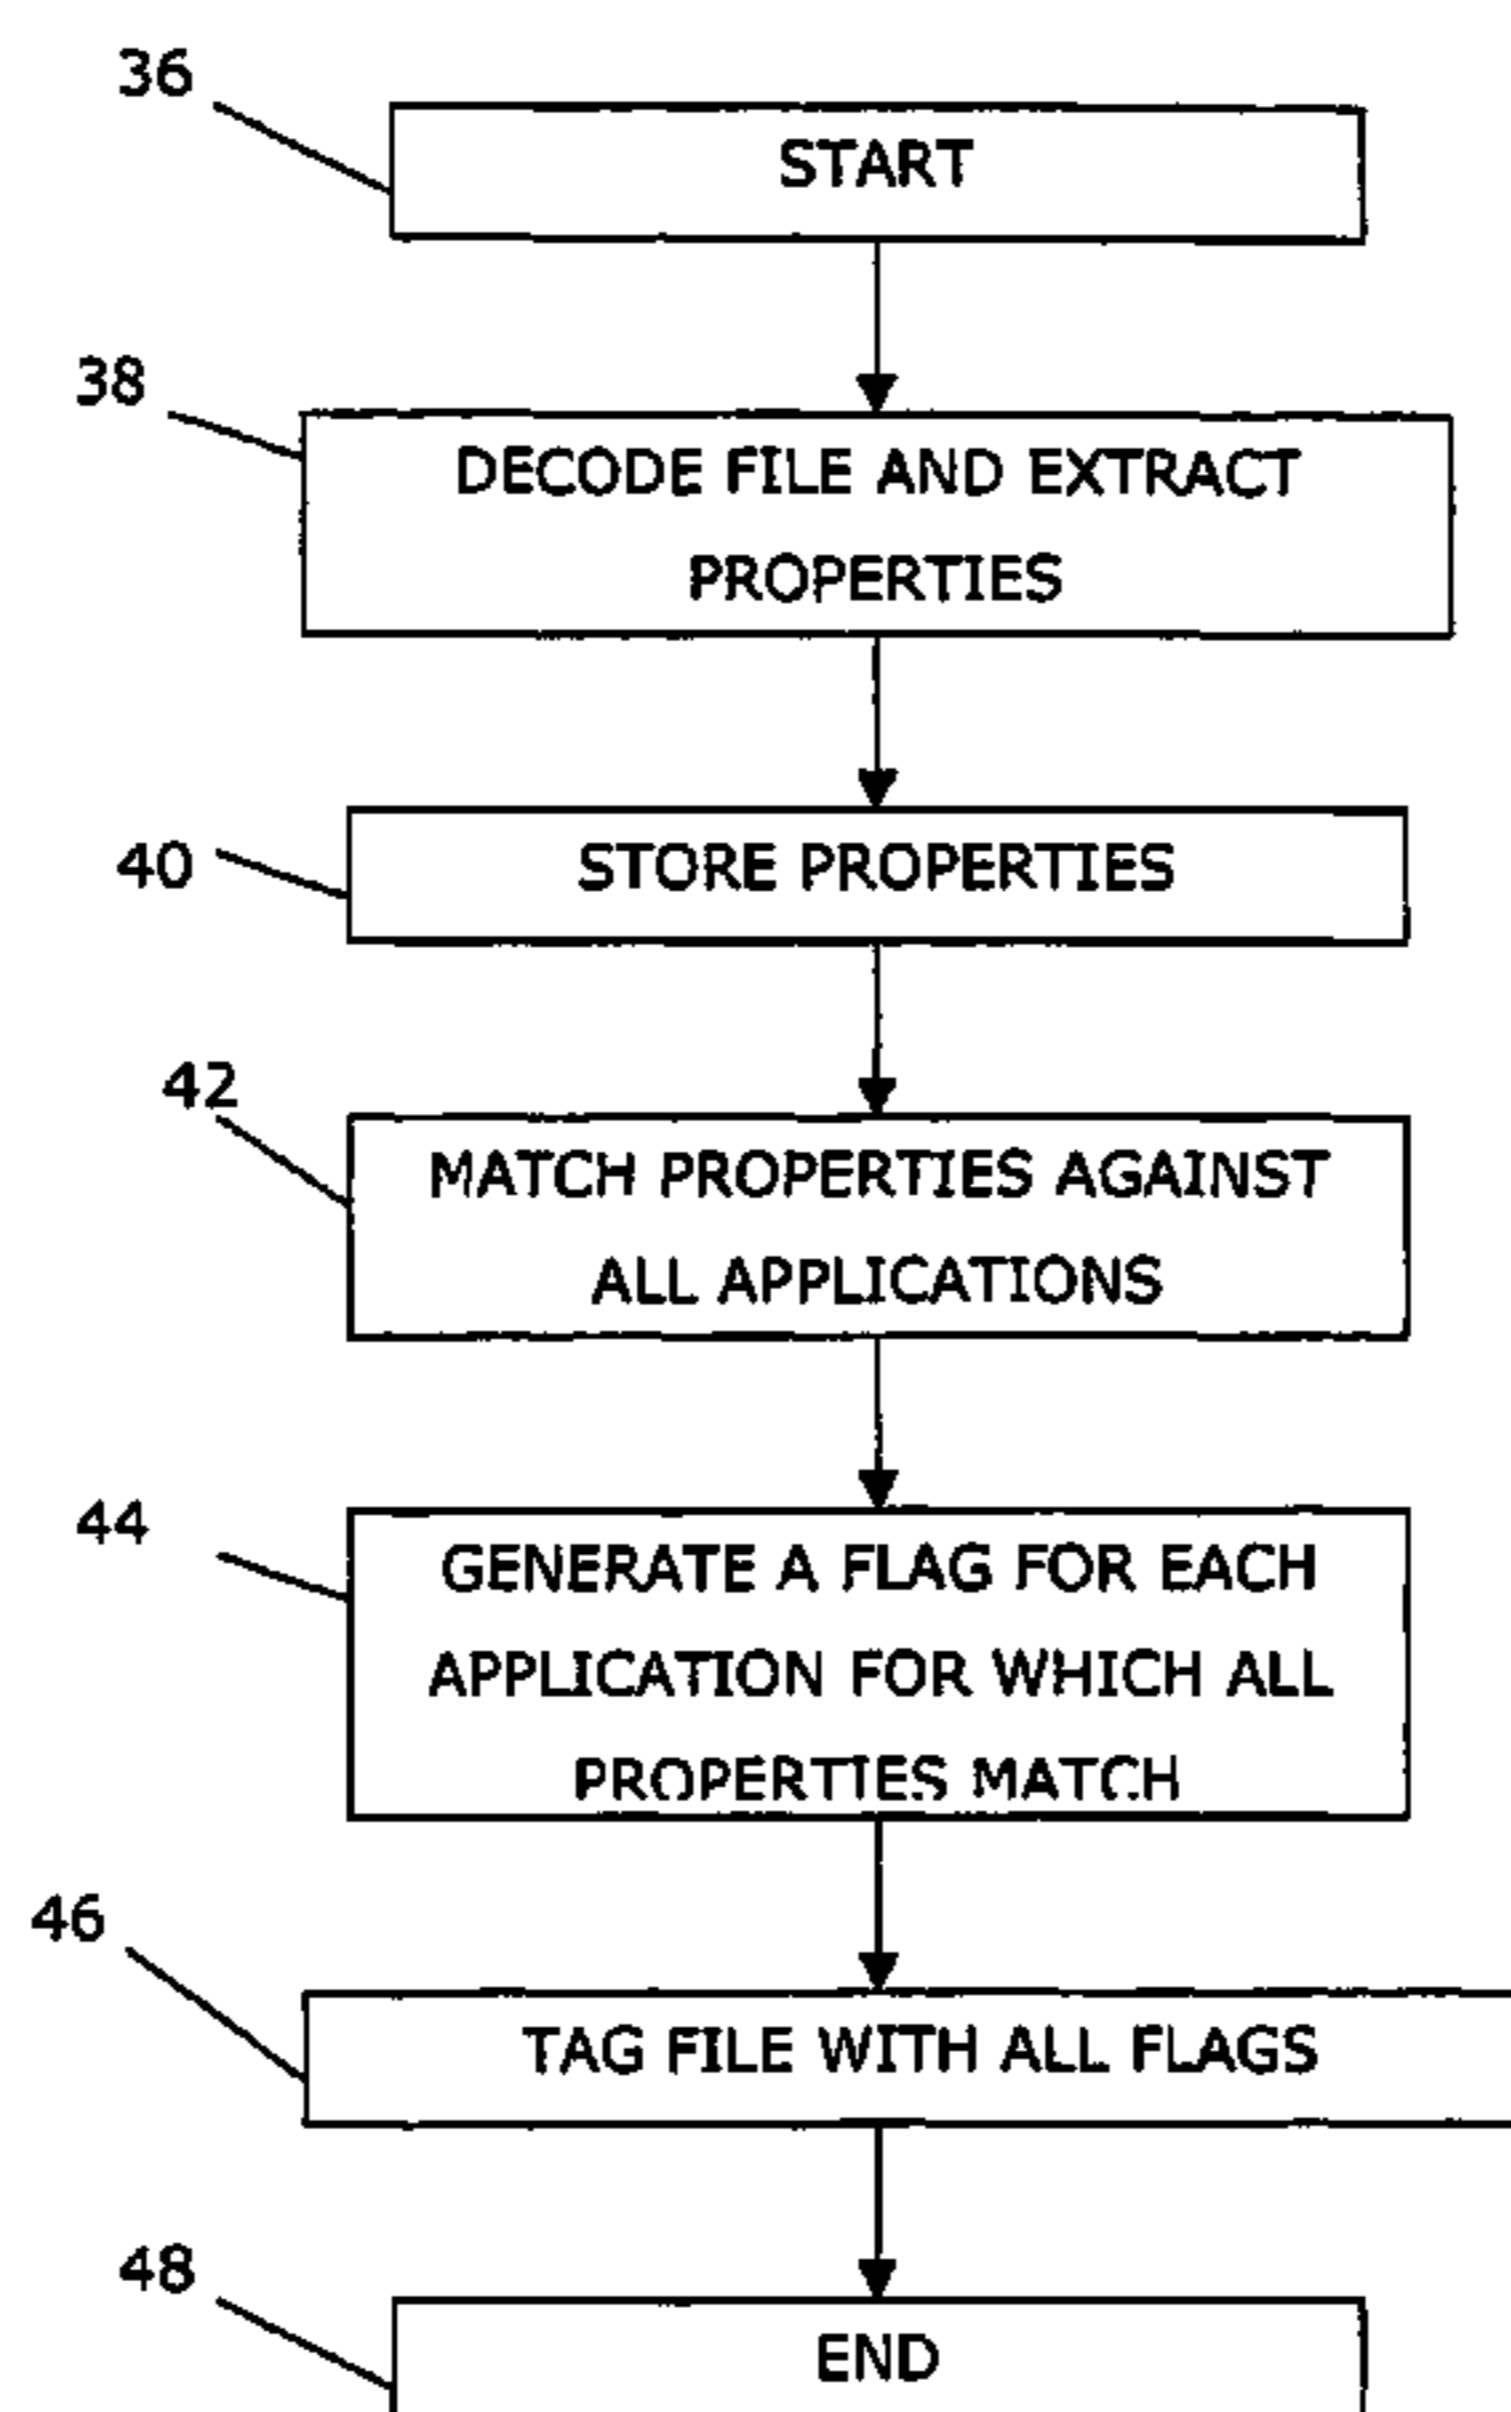 36
START
38
DECODE FILE AND EXTRACT
PROPERTIES
40
STORE PROPERTIES
42
MATCH PROPERTIES AGAINST
ALL APPLICATIONS
44
GENERATE A FLAG FOR EACH
APPLICATION FOR WHICH ALL
PROPERTIES MATCH
46
TAG FILE WITH ALL FLAGS
48
END